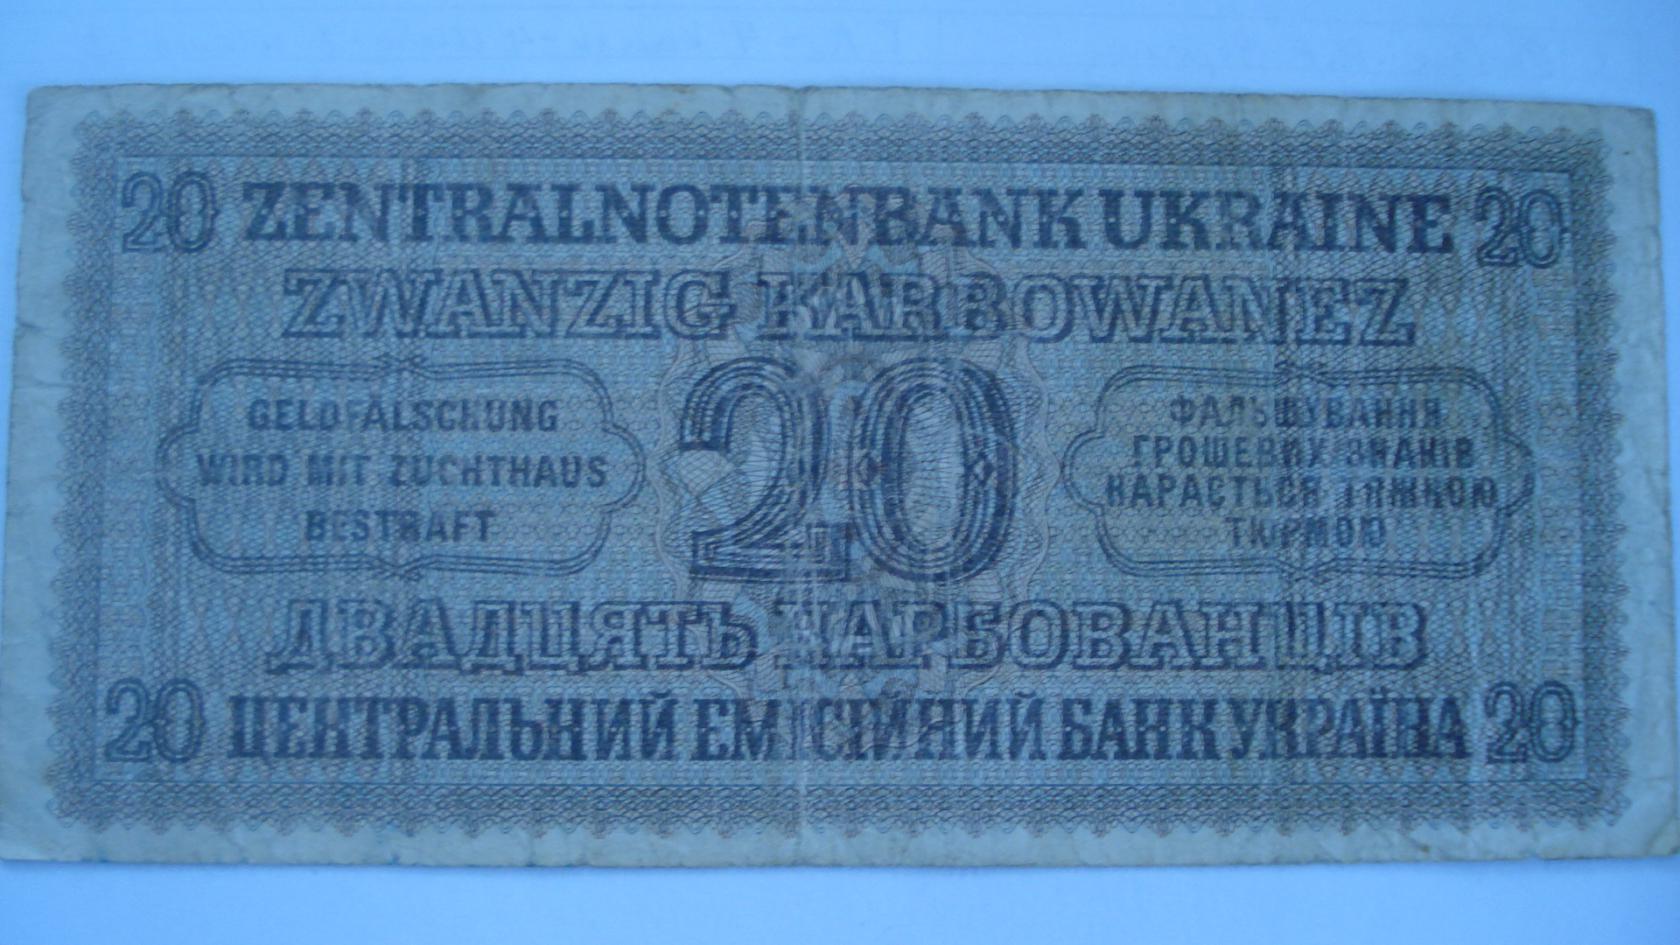 20 ZENTRALNOTENBANK UKRAINE 20
ZWANZIG KARBOWANEZ
GELDFÄLSCHUNG
WIRD MIT ZUCHTHAUS
BESTRAFT
20
ФАЛЬШУВАННЯ
ГРОШЕВИХ ЗНАКІВ
КАРАЄТЬСЯ ТЯЖКОЮ
ТЮРМОЮ
ДВАДЦЯТЬ КАРБОВАНЦІВ
20 ЦЕНТРАЛЬНИЙ ЕМІСІЙНИЙ БАНК УКРАЇНА 20